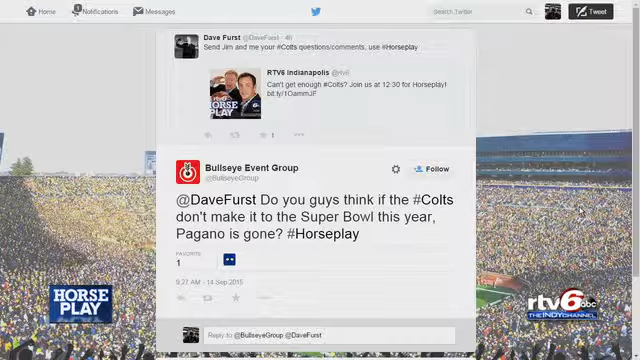 Home
Notifications
Messages
Search Twitter
Tweet
Dave Furst @DaveFurst · 4h
Send Jim and me your #Colts questions/comments, use #Horseplay
RTV6 Indianapolis @rtv6
Can't get enough #Colts? Join us at 12:30 for Horseplay!
bit.ly/1OammJF
HORSE
PLAY
1
Bullseye Event Group
@BullseyeGroup
Follow
@DaveFurst Do you guys think if the #Colts
don't make it to the Super Bowl this year,
Pagano is gone? #Horseplay
FAVORITE
1
9:27 AM - 14 Sep 2015
HORSE
PLAY
rtv6 abc
THE INDY CHANNEL
Reply to @BullseyeGroup @DaveFurst